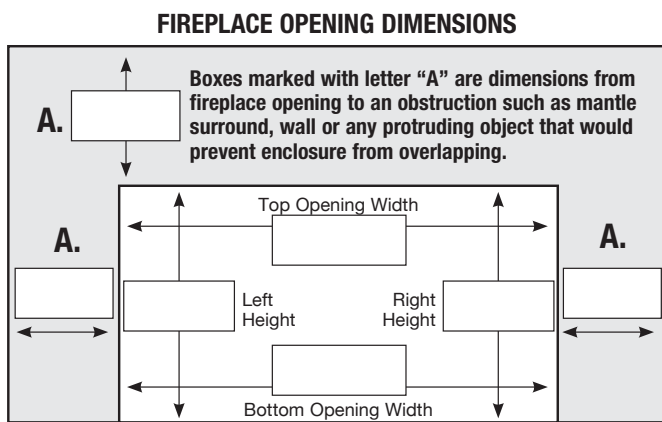 FIREPLACE OPENING DIMENSIONS
Boxes marked with letter “A” are dimensions from
fireplace opening to an obstruction such as mantle
surround, wall or any protruding object that would
prevent enclosure from overlapping.
A.
Top Opening Width
A.
A.
Left
Height
Right
Height
Bottom Opening Width